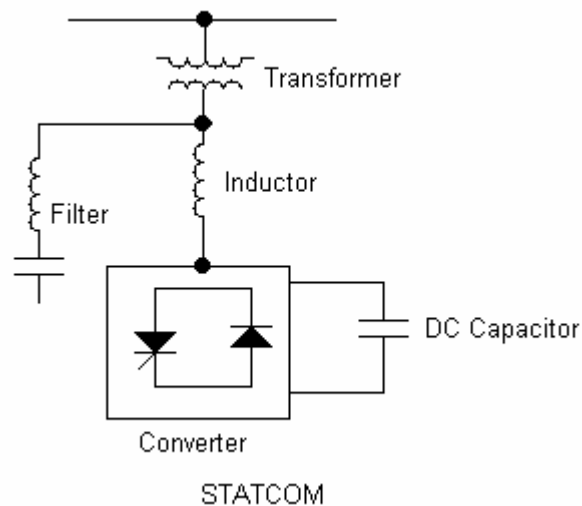 Transformer
Inductor
Filter
DC Capacitor
Converter
STATCOM